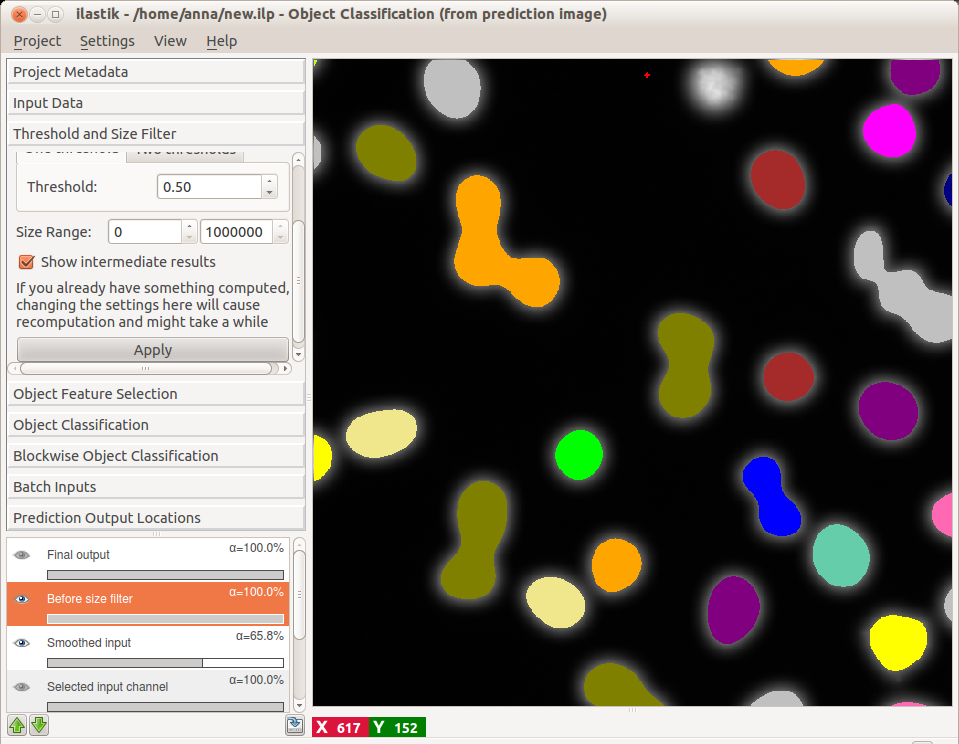 ilastik - /home/anna/new.ilp - Object Classification (from prediction image)
Project Settings View Help
Project Metadata
Input Data
Threshold and Size Filter
One threshold Two thresholds
Threshold: 0.50
Size Range: 0 1000000
Show intermediate results
If you already have something computed,
changing the settings here will cause
recomputation and might take a while
Apply
Object Feature Selection
Object Classification
Blockwise Object Classification
Batch Inputs
Prediction Output Locations
Final output α=100.0%
Before size filter α=100.0%
Smoothed input α=65.8%
Selected input channel α=100.0%
X 617 Y 152